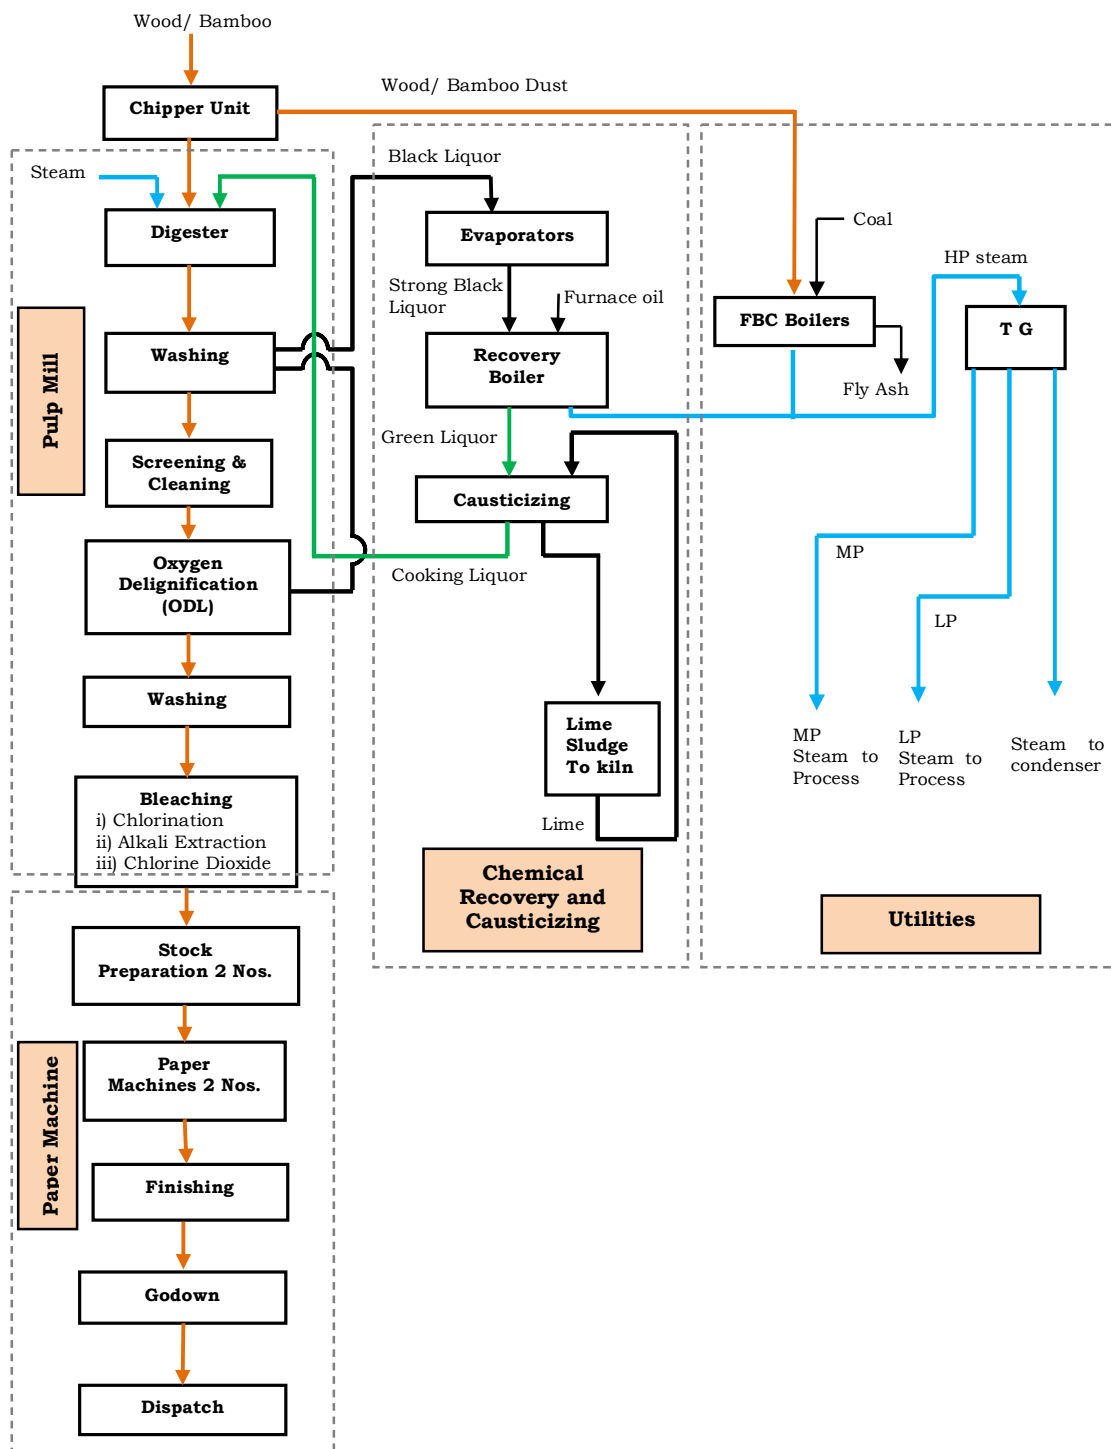 Wood/ Bamboo
Chipper Unit
Wood/ Bamboo Dust
Steam
Black Liquor
Digester
Evaporators
Coal
HP steam
Strong Black
Liquor
Furnace oil
FBC Boilers
T G
Pulp Mill
Washing
Recovery
Boiler
Fly Ash
Green Liquor
Screening &
Cleaning
Causticizing
Oxygen
Delignification
(ODL)
Cooking Liquor
MP
LP
Washing
Lime
Sludge
To kiln
MP
Steam to
Process
LP
Steam to
Process
Steam to
condenser
Bleaching
i) Chlorination
ii) Alkali Extraction
iii) Chlorine Dioxide
Lime
Chemical
Recovery and
Causticizing
Utilities
Stock
Preparation 2 Nos.
Paper Machine
Paper
Machines 2 Nos.
Finishing
Godown
Dispatch